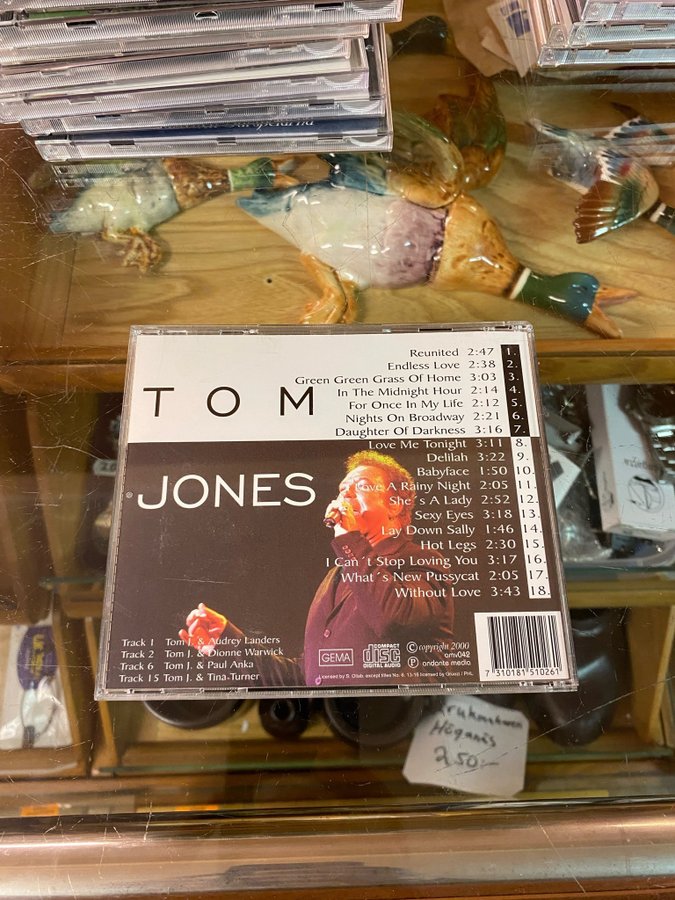 Reunited 2:47 1.
Endless Love 2:38 2.
Green Green Grass Of Home 3:03 3.
In The Midnight Hour 2:14 4.
For Once In My Life 2:12 5.
Nights On Broadway 2:21 6.
Daughter Of Darkness 3:16 7.
Love Me Tonight 3:11 8.
Delilah 3:22 9.
Babyface 1:50 10.
Love A Rainy Night 2:05 11.
She´s A Lady 2:52 12.
Sexy Eyes 3:18 13.
Lay Down Sally 1:46 14.
Hot Legs 2:30 15.
I Can´t Stop Loving You 3:17 16.
What´s New Pussycat 2:05 17.
Without Love 3:43 18.
TOM
JONES
Track 1 Tom J. & Audrey Landers
Track 2 Tom J. & Dionne Warwick
Track 6 Tom J. & Paul Anka
Track 15 Tom J. & Tina-Turner
GEMA
COMPACT
disc
DIGITAL AUDIO
© copyright 2000
amv042
℗ andante media
7 310181 510261
Höganäs
250:-